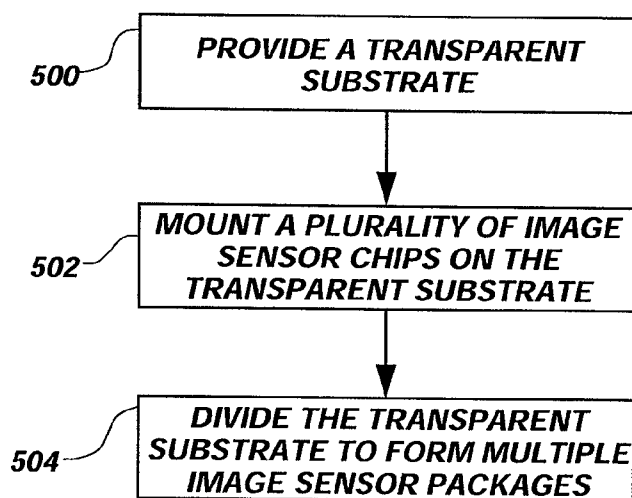 500
PROVIDE A TRANSPARENT
SUBSTRATE
502
MOUNT A PLURALITY OF IMAGE
SENSOR CHIPS ON THE
TRANSPARENT SUBSTRATE
504
DIVIDE THE TRANSPARENT
SUBSTRATE TO FORM MULTIPLE
IMAGE SENSOR PACKAGES